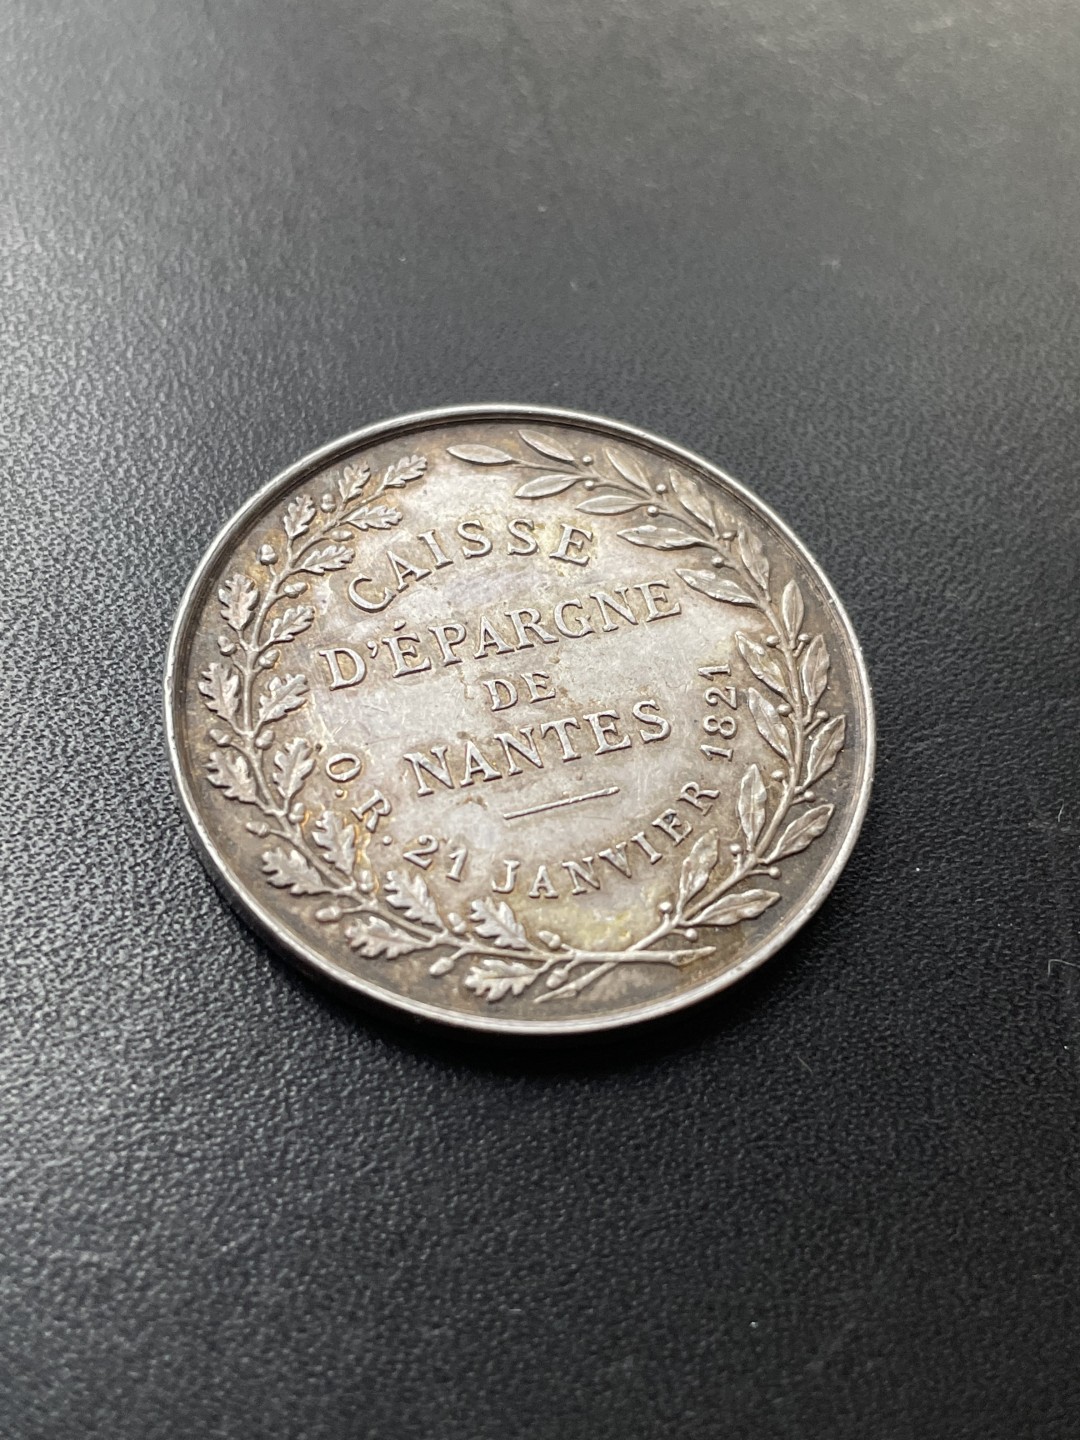 CAISSE
D'ÉPARGNE
DE
NANTES
O.R. 21 JANVIER 1821